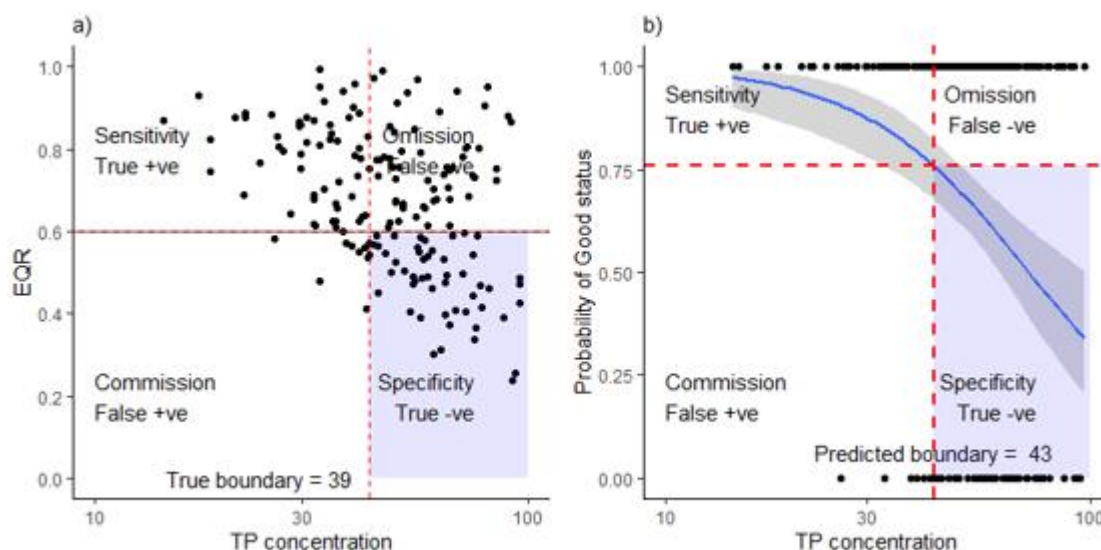 a)
1.0
0.8
0.6
0.4
0.2
0.0
EQR
Sensitivity
True +ve
Omission
False -ve
Commission
False +ve
Specificity
True -ve
True boundary = 39
10
30
100
TP concentration
b)
1.00
0.75
0.50
0.25
0.00
Probability of Good status
Sensitivity
True +ve
Omission
False -ve
Commission
False +ve
Specificity
True -ve
Predicted boundary = 43
10
30
100
TP concentration